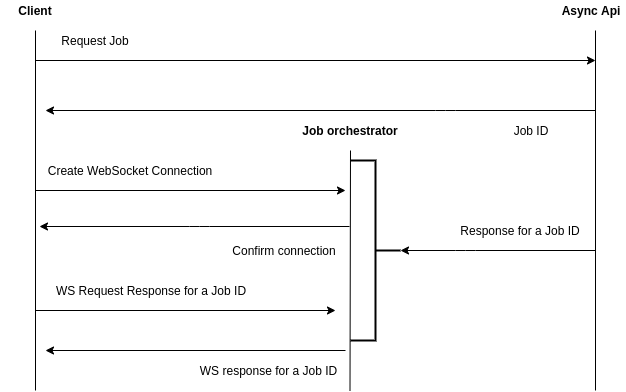 Client
Async Api
Request Job
Job orchestrator
Job ID
Create WebSocket Connection
Response for a Job ID
Confirm connection
WS Request Response for a Job ID
WS response for a Job ID